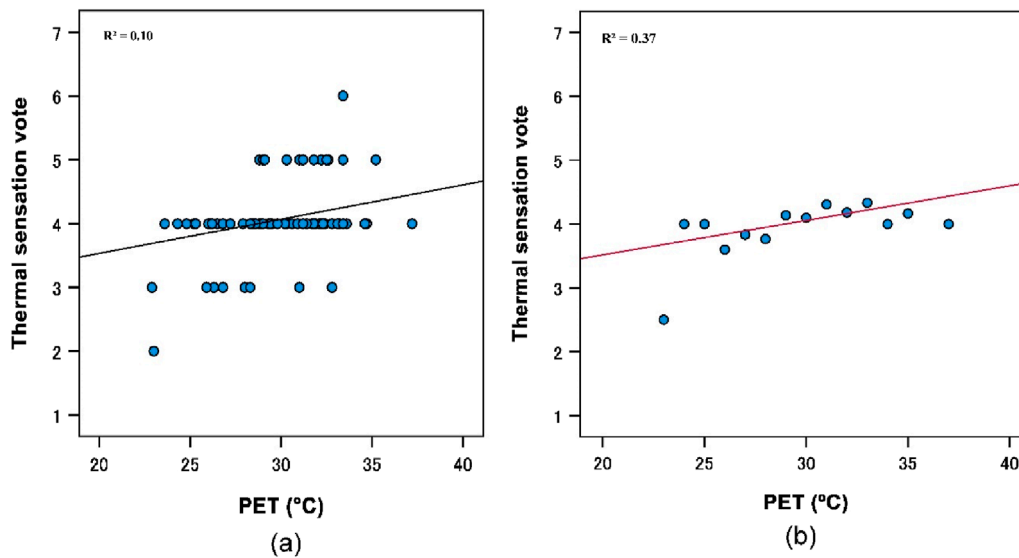 R² = 0.10
Thermal sensation vote
7
6
5
4
3
2
1
20 25 30 35 40
PET (°C)
(a)
R² = 0.37
Thermal sensation vote
7
6
5
4
3
2
1
20 25 30 35 40
PET (°C)
(b)